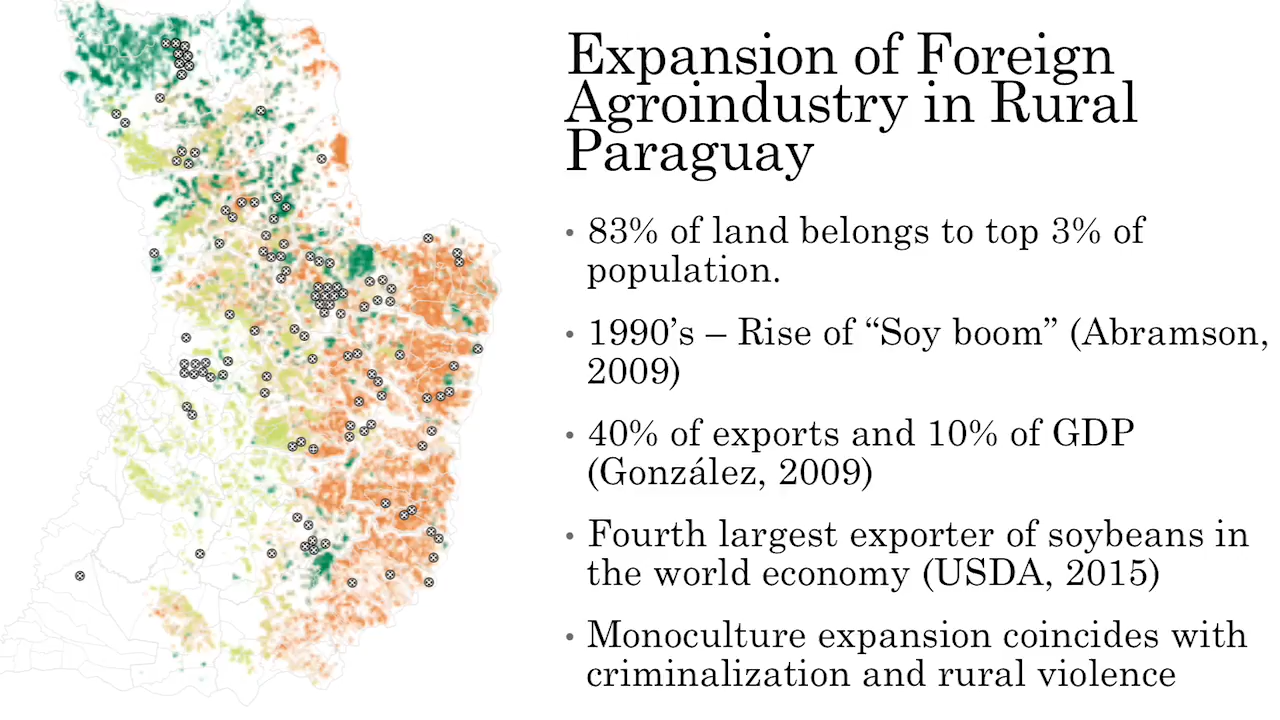 Expansion of Foreign
Agroindustry in Rural
Paraguay
• 83% of land belongs to top 3% of
population.
• 1990’s – Rise of “Soy boom” (Abramson,
2009)
• 40% of exports and 10% of GDP
(González, 2009)
• Fourth largest exporter of soybeans in
the world economy (USDA, 2015)
• Monoculture expansion coincides with
criminalization and rural violence